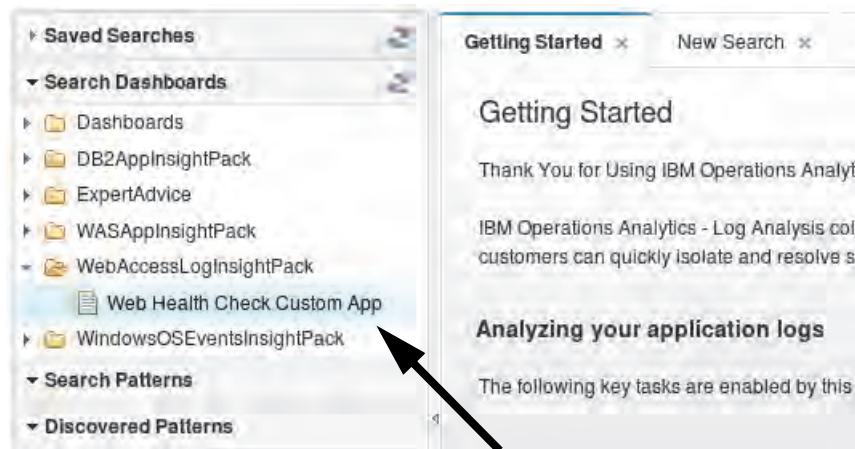 Saved Searches
Search Dashboards
Dashboards
DB2AppInsightPack
ExpertAdvice
WASAppInsightPack
WebAccessLogInsightPack
Web Health Check Custom App
WindowsOSEventsInsightPack
Search Patterns
Discovered Patterns
Getting Started
New Search
Getting Started
Thank You for Using IBM Operations Analyt
IBM Operations Analytics - Log Analysis col
customers can quickly isolate and resolve s
Analyzing your application logs
The following key tasks are enabled by this